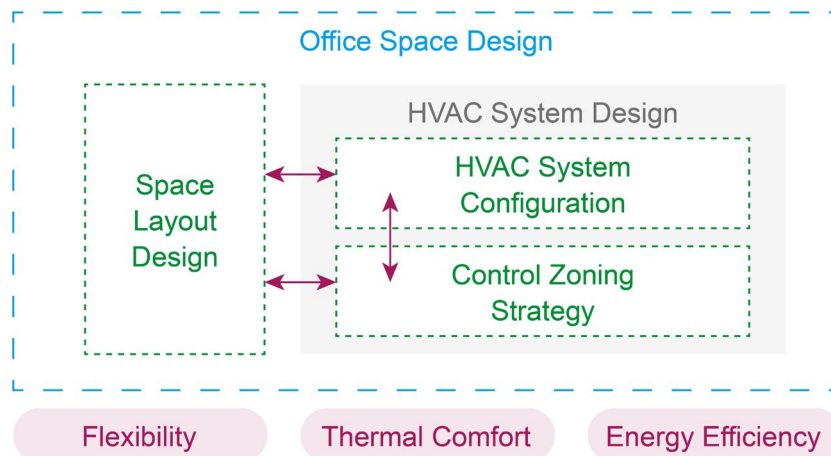 Office Space Design
Space
Layout
Design
HVAC System Design
HVAC System
Configuration
Control Zoning
Strategy
Flexibility
Thermal Comfort
Energy Efficiency